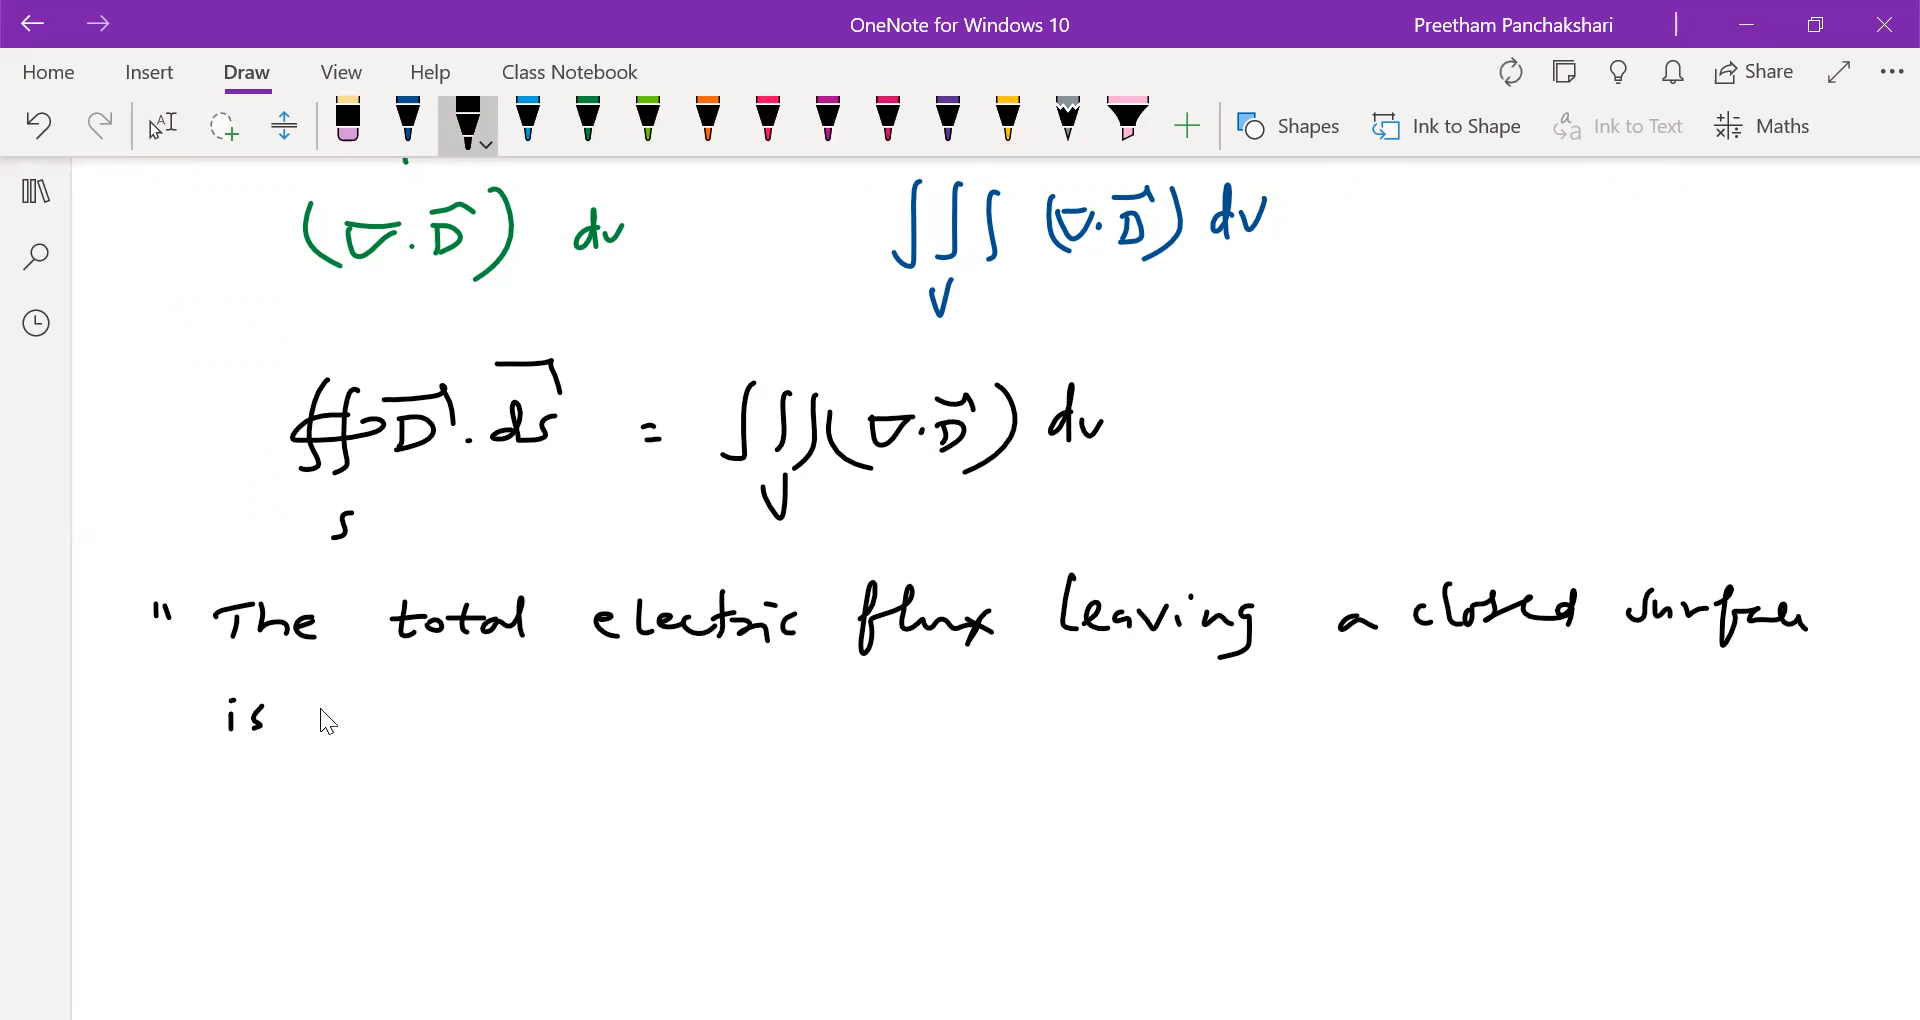 OneNote for Windows 10 Preetham Panchakshari
Home Insert Draw View Help Class Notebook Share
Shapes Ink to Shape Ink to Text Maths
(∇·D⃗) dv ∭ (∇·D⃗) dv
V
∯ D⃗ · ds⃗ = ∭ (∇·D⃗) dv
S V
" The total electric flux leaving a closed surface
is